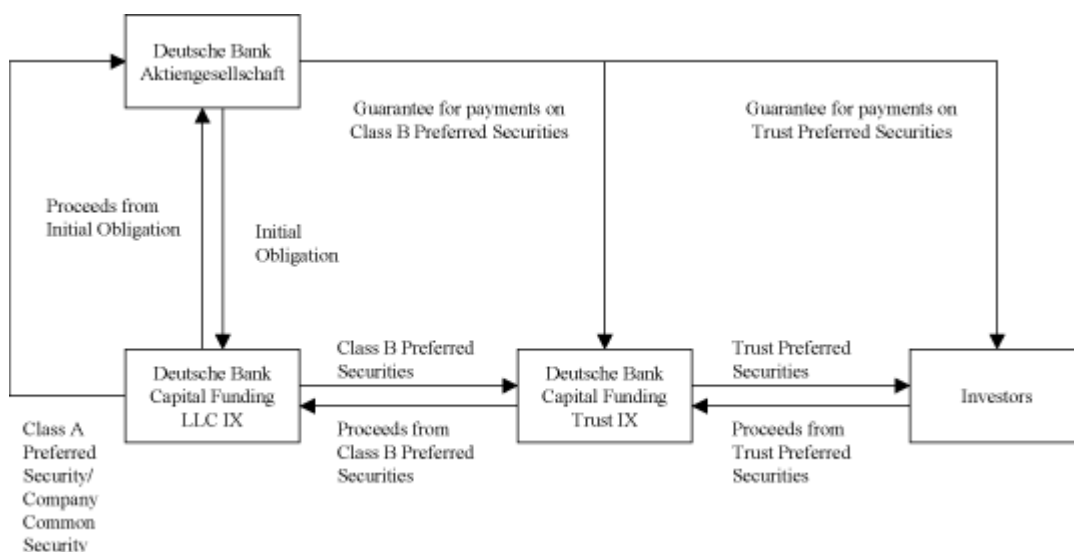 Deutsche Bank
Aktiengesellschaft
Guarantee for payments on
Class B Preferred Securities
Guarantee for payments on
Trust Preferred Securities
Proceeds from
Initial Obligation
Initial
Obligation
Deutsche Bank
Capital Funding
LLC IX
Class B Preferred
Securities
Proceeds from
Class B Preferred
Securities
Deutsche Bank
Capital Funding
Trust IX
Trust Preferred
Securities
Proceeds from
Trust Preferred
Securities
Investors
Class A
Preferred
Security/
Company
Common
Security